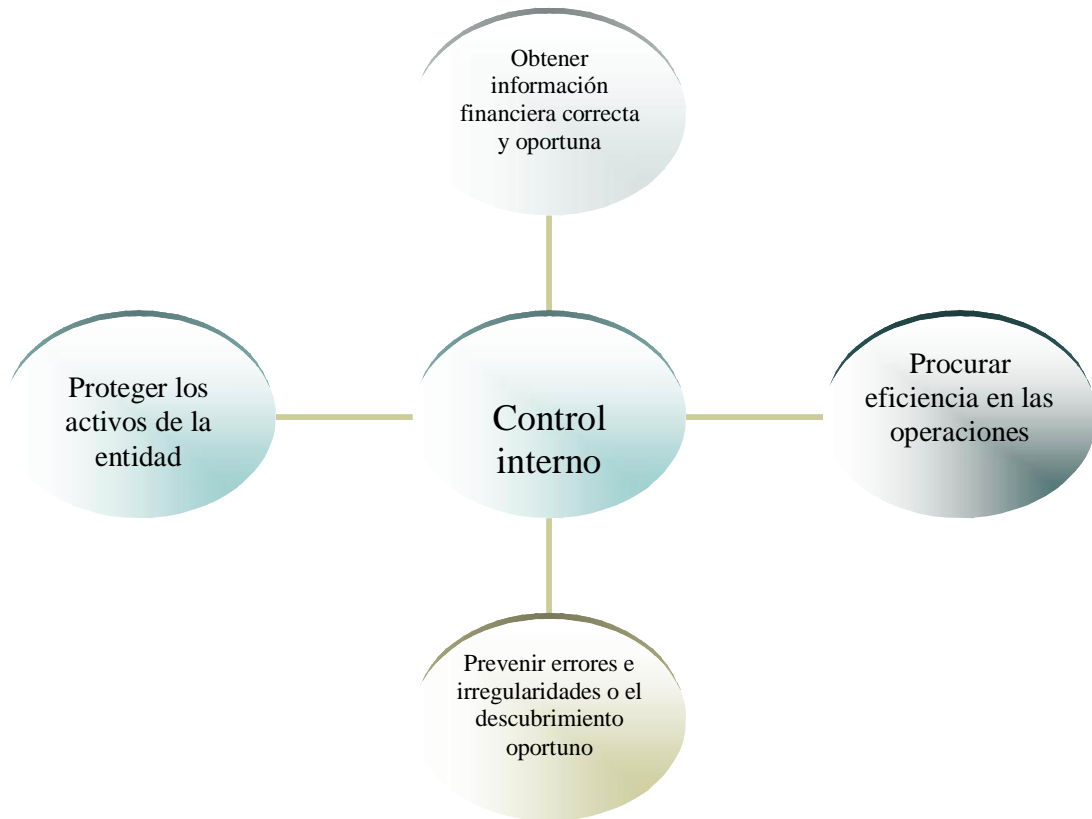 Obtener
información
financiera correcta
y oportuna
Proteger los
activos de la
entidad
Control
interno
Procurar
eficiencia en las
operaciones
Prevenir errores e
irregularidades o el
descubrimiento
oportuno